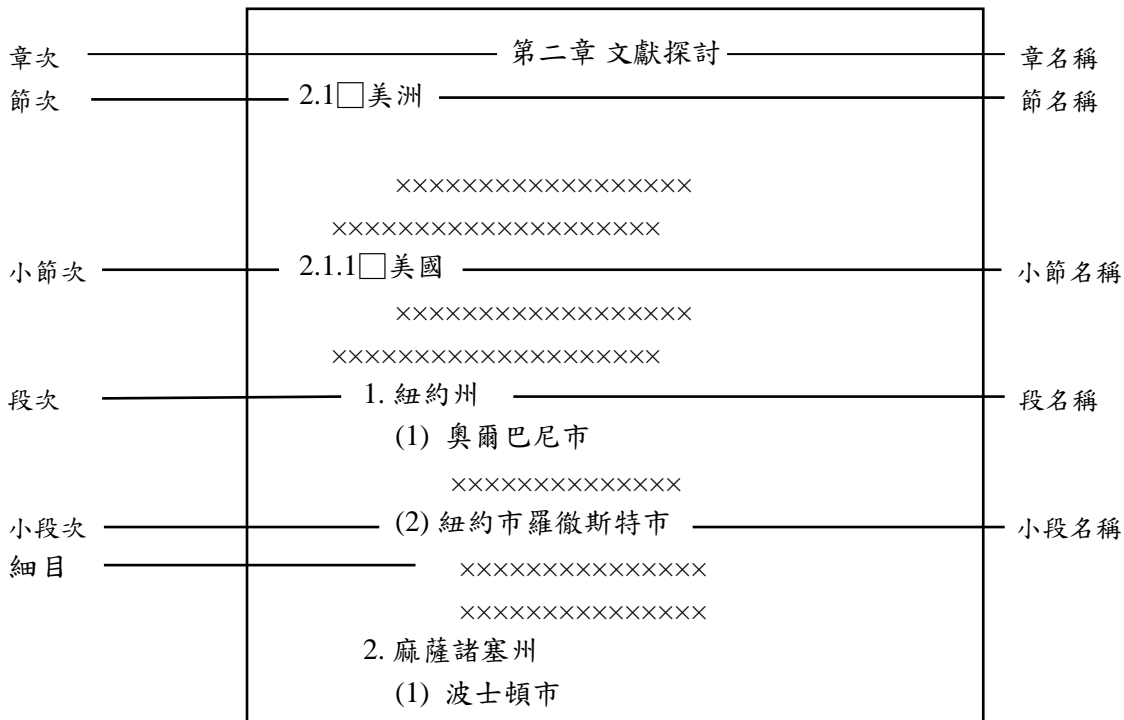 章次 第二章 文獻探討 章名稱
節次 2.1□美洲 節名稱
××××××××××××××××××
××××××××××××××××××××
小節次 2.1.1□美國 小節名稱
××××××××××××××××××
××××××××××××××××××××
段次 1. 紐約州 段名稱
(1) 奧爾巴尼市
××××××××××××××
小段次 (2) 紐約市羅徹斯特市 小段名稱
細目 ×××××××××××××××
×××××××××××××××
2. 麻薩諸塞州
(1) 波士頓市